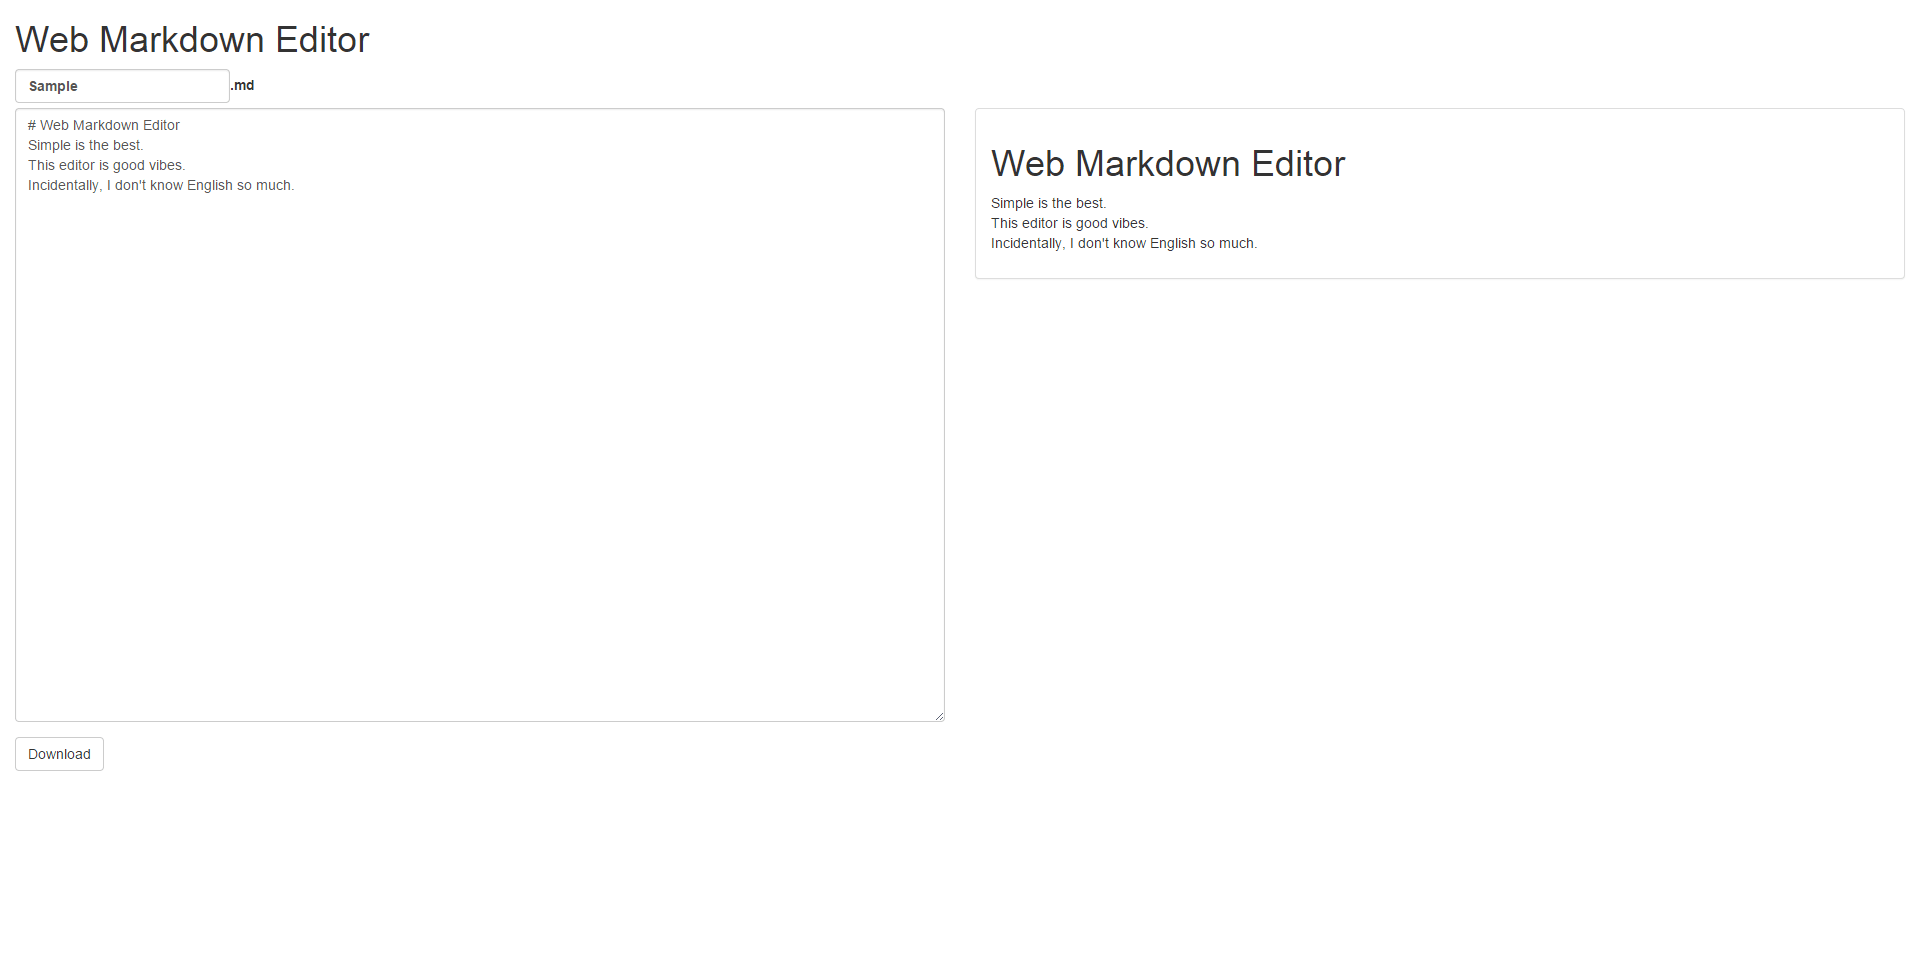 Web Markdown Editor
Sample .md
# Web Markdown Editor
Simple is the best.
This editor is good vibes.
Incidentally, I don't know English so much.
Web Markdown Editor
Simple is the best.
This editor is good vibes.
Incidentally, I don't know English so much.
Download